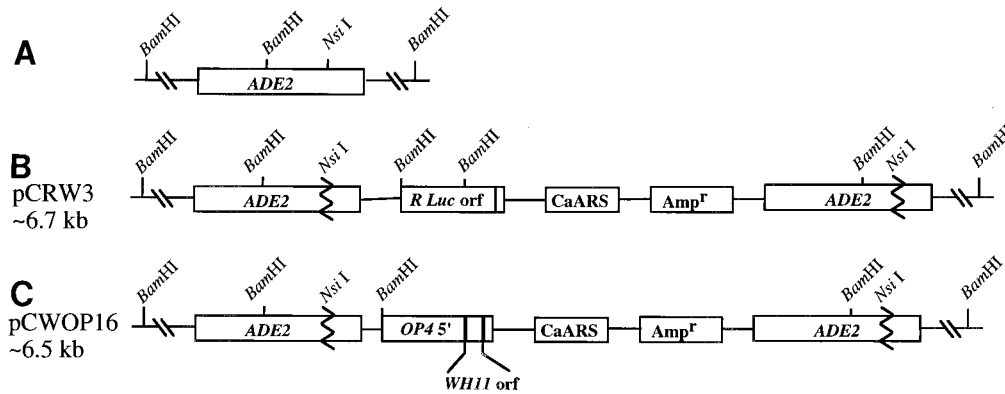 A
BamHI
BamHI
Nsi I
BamHI
ADE2
B
pCRW3
~6.7 kb
BamHI
BamHI
Nsi I
BamHI
BamHI
BamHI
Nsi I
BamHI
ADE2
R Luc orf
CaARS
Ampr
ADE2
C
pCWOP16
~6.5 kb
BamHI
BamHI
Nsi I
BamHI
BamHI
Nsi I
BamHI
ADE2
OP4 5'
CaARS
Ampr
ADE2
WH11 orf